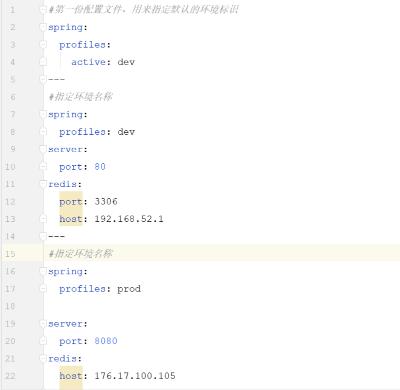 1 #第一份配置文件，用来指定默认的环境标识
2 spring:
3 profiles:
4 active: dev
5 ---
6 #指定环境名称
7 spring:
8 profiles: dev
9 server:
10 port: 80
11 redis:
12 port: 3306
13 host: 192.168.52.1
14 ---
15 #指定环境名称
16 spring:
17 profiles: prod
18
19 server:
20 port: 8080
21 redis:
22 host: 176.17.100.105